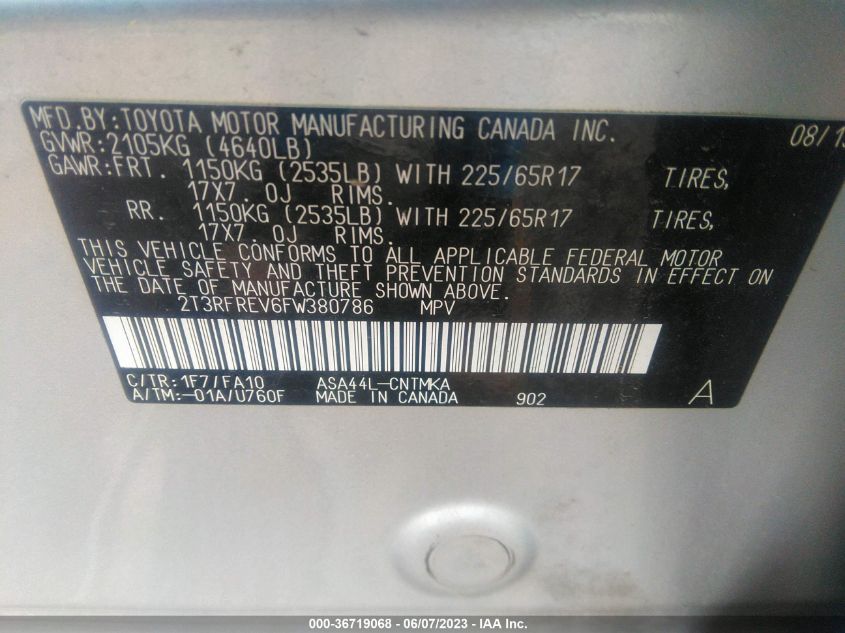 MFD.BY:TOYOTA MOTOR MANUFACTURING CANADA INC. 08/15
GVWR:2105KG (4640LB)
GAWR:FRT. 1150KG (2535LB) WITH 225/65R17 TIRES,
17X7.0J RIMS.
RR. 1150KG (2535LB) WITH 225/65R17 TIRES,
17X7.0J RIMS.
THIS VEHICLE CONFORMS TO ALL APPLICABLE FEDERAL MOTOR
VEHICLE SAFETY AND THEFT PREVENTION STANDARDS IN EFFECT ON
THE DATE OF MANUFACTURE SHOWN ABOVE.
2T3RFREV6FW380786 MPV
C/TR:1F7/FA10 ASA44L-CNTMKA
A/TM:-01A/U760F MADE IN CANADA 902 A
000-36719068 - 06/07/2023 - IAA Inc.